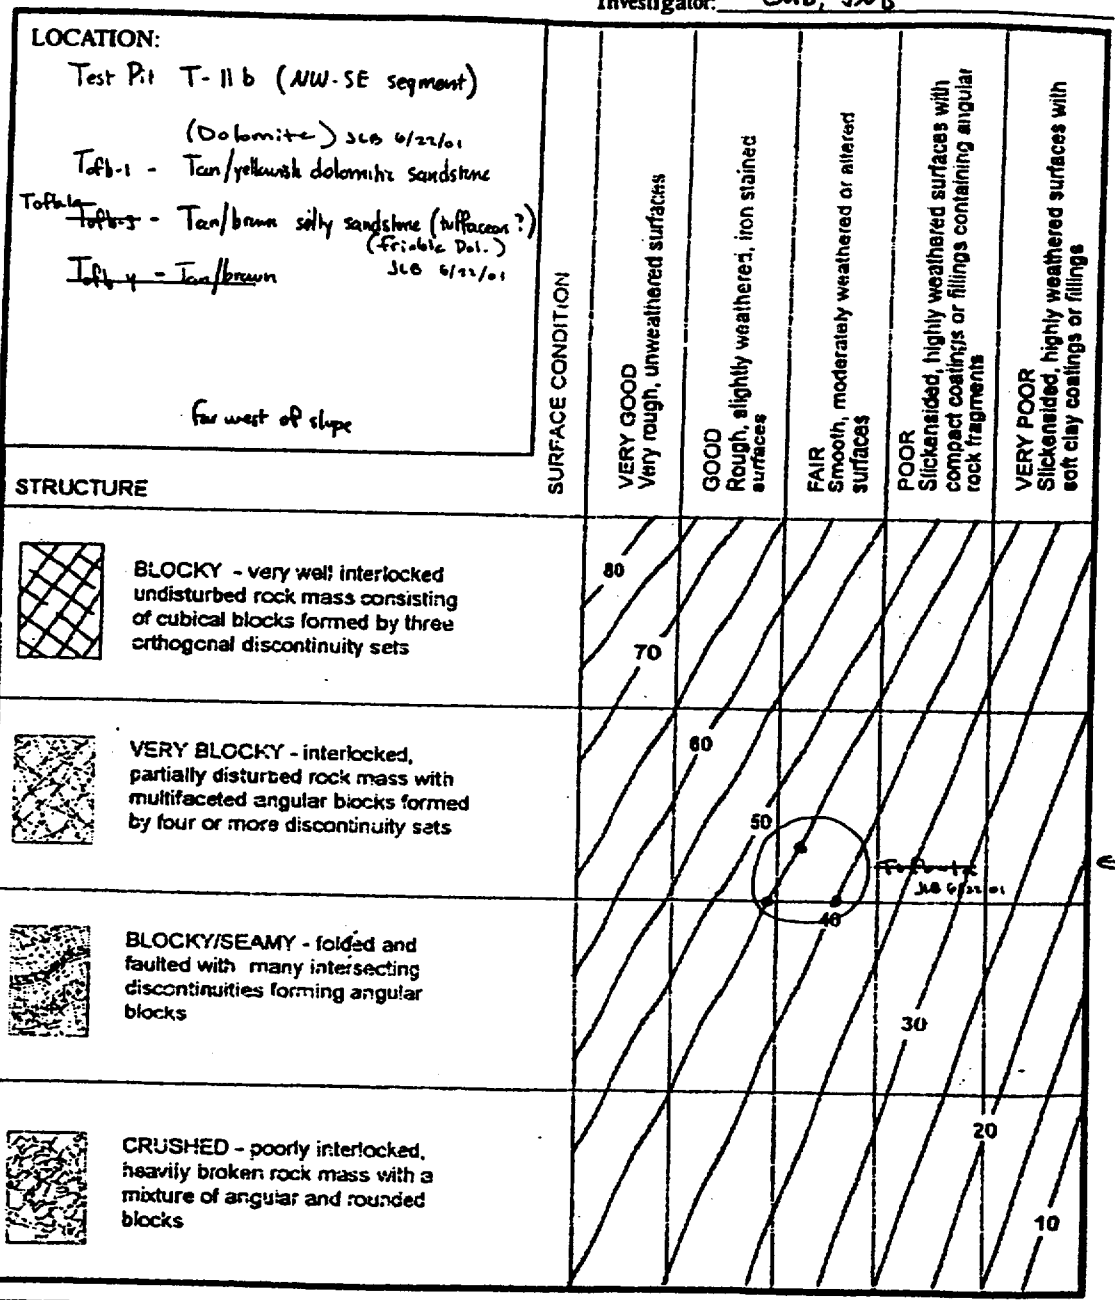 Investigator:
LOCATION:
Test Pit T-11b (NW-SE segment)
(Dolomite) JLB 6/22/01
Tofb-1 - Tan/yellowish dolomitic sandstone
Tofb-3 - Tan/brown silty sandstone (tuffaceous?)
(friable Dol.)
JLB 6/22/01
Tofb-4 - Tan/brown
far west of slope
STRUCTURE
SURFACE CONDITION
VERY GOOD
Very rough, unweathered surfaces
GOOD
Rough, slightly weathered, iron stained
surfaces
FAIR
Smooth, moderately weathered or altered
surfaces
POOR
Slickensided, highly weathered surfaces with
compact coatings or fillings containing angular
rock fragments
VERY POOR
Slickensided, highly weathered surfaces with
soft clay coatings or fillings
BLOCKY - very well interlocked
undisturbed rock mass consisting
of cubical blocks formed by three
orthogonal discontinuity sets
80
70
VERY BLOCKY - interlocked,
partially disturbed rock mass with
multifaceted angular blocks formed
by four or more discontinuity sets
60
50
JLB 6/22/01
40
BLOCKY/SEAMY - folded and
faulted with many intersecting
discontinuities forming angular
blocks
30
CRUSHED - poorly interlocked,
heavily broken rock mass with a
mixture of angular and rounded
blocks
20
10